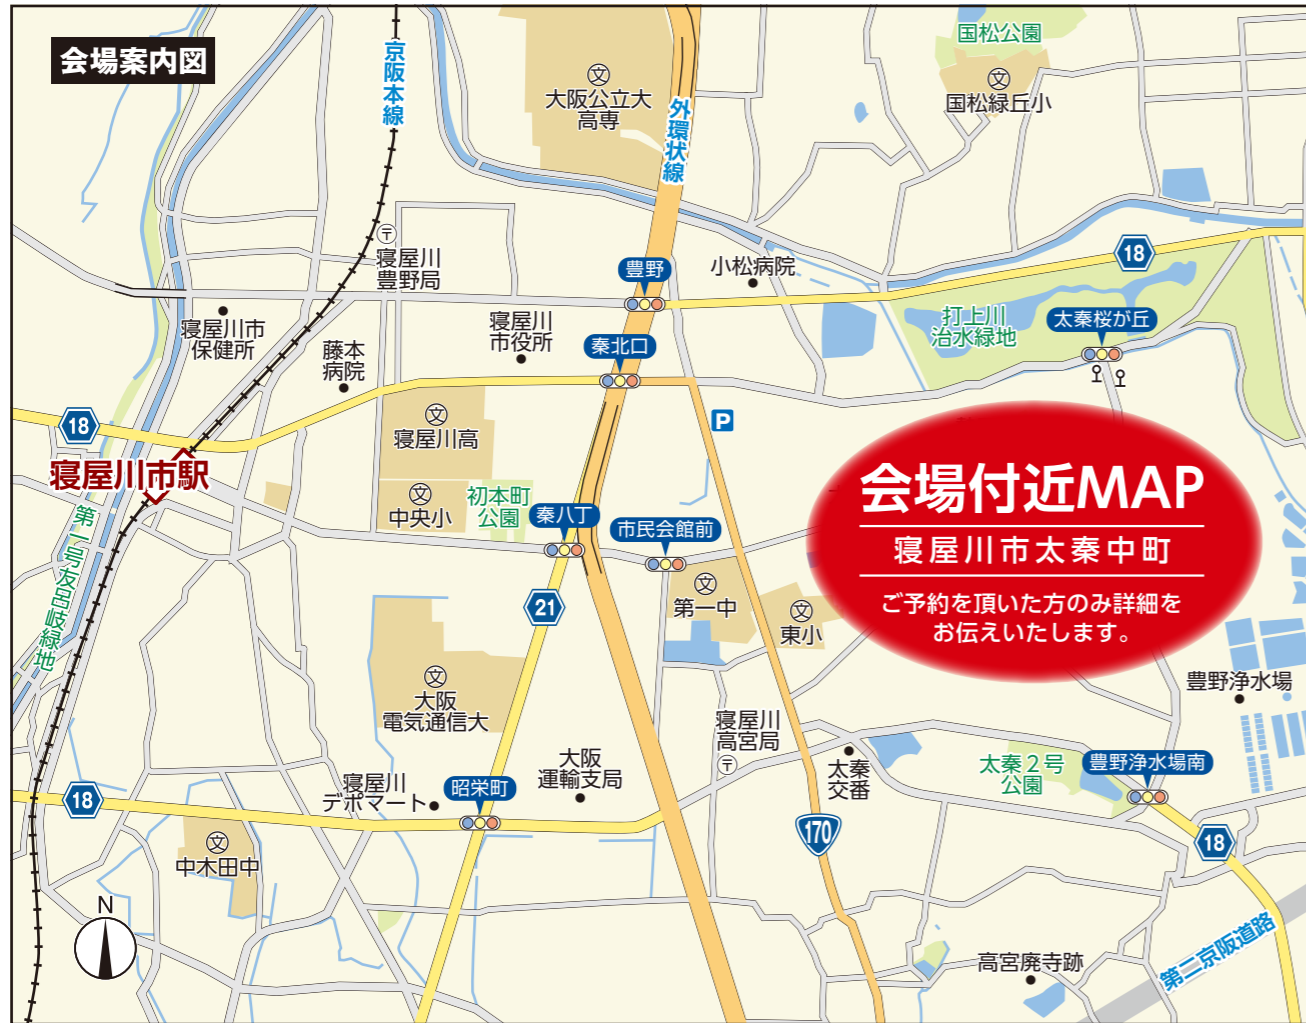 会場案内図
京阪本線
文
大阪公立大
高専
外環状線
国松公園
文
国松緑丘小
〒
寝屋川
豊野局
豊野
小松病院
18
寝屋川市
保健所
藤本
病院
寝屋川
市役所
秦北口
打上川
治水緑地
太秦桜が丘
18
寝屋川市駅
文
寝屋川高
P
文
中央小
初本町
公園
秦八丁
市民会館前
会場付近MAP
寝屋川市太秦中町
ご予約を頂いた方のみ詳細を
お伝えいたします。
第一号友呂岐緑地
21
文
第一中
文
東小
文
大阪
電気通信大
豊野浄水場
寝屋川
高宮局
〒
大阪
運輸支局
太秦
交番
太秦2号
公園
豊野浄水場南
18
寝屋川
デポマート
昭栄町
170
18
文
中木田中
N
高宮廃寺跡
第二京阪道路